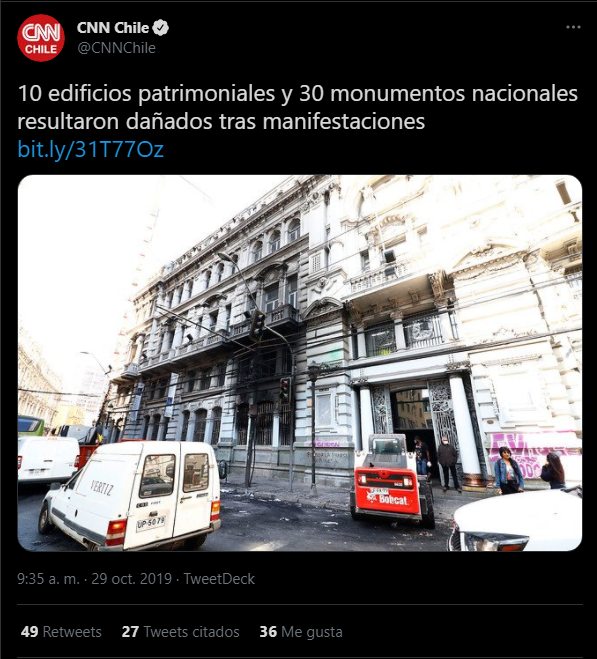 CNN Chile
CNN
CHILE
@CNNChile
10 edificios patrimoniales y 30 monumentos nacionales
resultaron dañados tras manifestaciones
bit.ly/31T77Oz
VERTIZ
UP·5079
Bobcat
9:35 a. m. · 29 oct. 2019 · TweetDeck
49 Retweets 27 Tweets citados 36 Me gusta